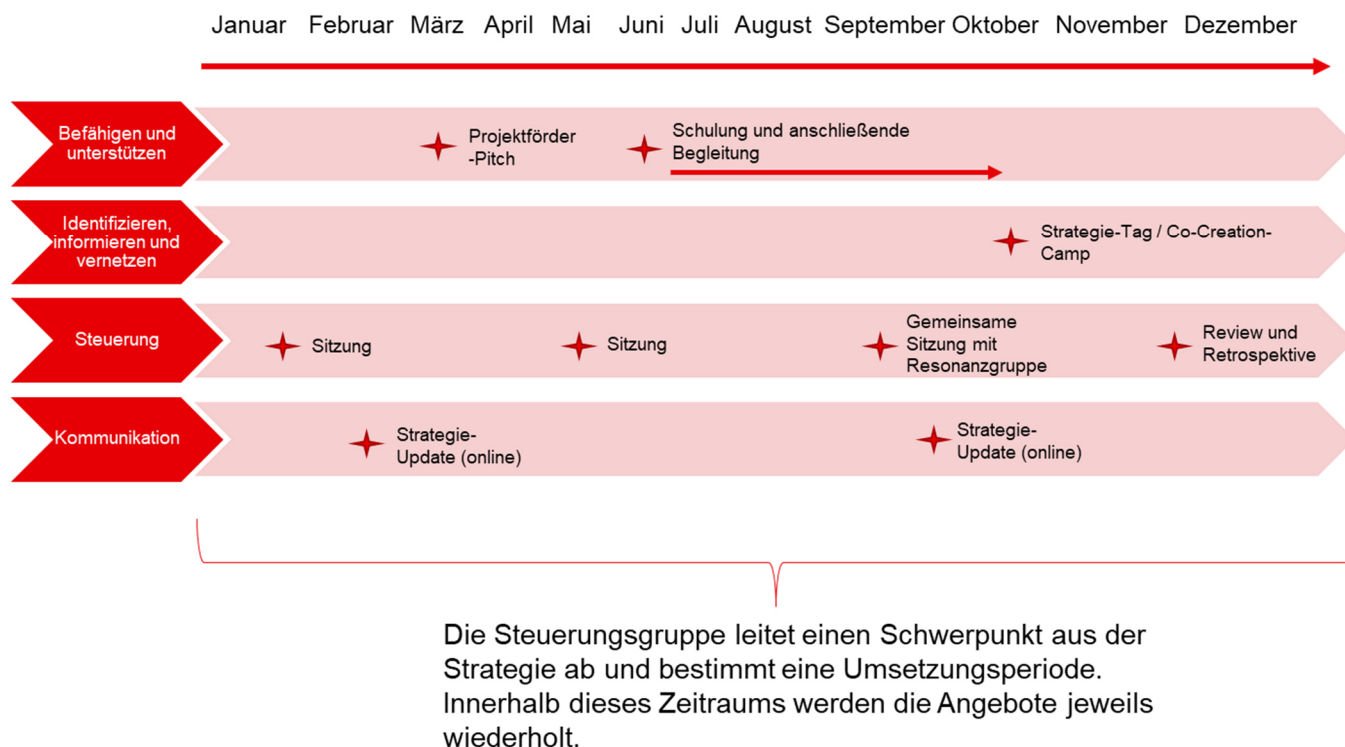 Januar Februar März April Mai Juni Juli August September Oktober November Dezember
Befähigen und
unterstützen
Projektförder
-Pitch
Schulung und anschließende
Begleitung
Identifizieren,
informieren und
vernetzen
Strategie-Tag / Co-Creation-
Camp
Steuerung
Sitzung
Sitzung
Gemeinsame
Sitzung mit
Resonanzgruppe
Review und
Retrospektive
Kommunikation
Strategie-
Update (online)
Strategie-
Update (online)
Die Steuerungsgruppe leitet einen Schwerpunkt aus der
Strategie ab und bestimmt eine Umsetzungsperiode.
Innerhalb dieses Zeitraums werden die Angebote jeweils
wiederholt.